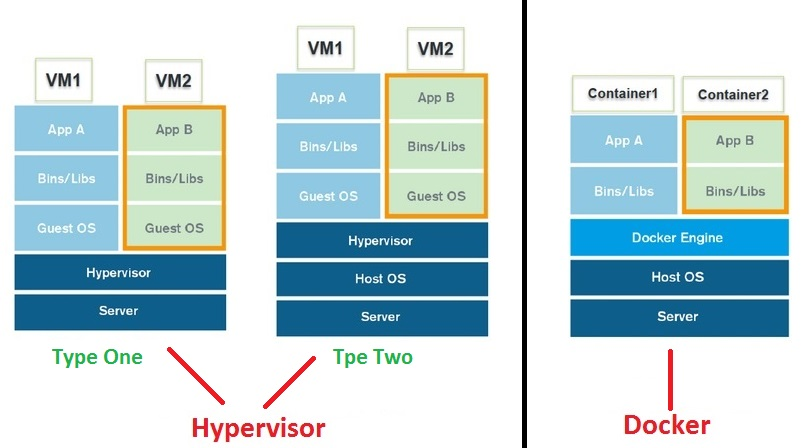 VM1
VM2
App A
App B
Bins/Libs
Bins/Libs
Guest OS
Guest OS
Hypervisor
Server
Type One
VM1
VM2
App A
App B
Bins/Libs
Bins/Libs
Guest OS
Guest OS
Hypervisor
Host OS
Server
Tpe Two
Hypervisor
Container1
Container2
App A
App B
Bins/Libs
Bins/Libs
Docker Engine
Host OS
Server
Docker